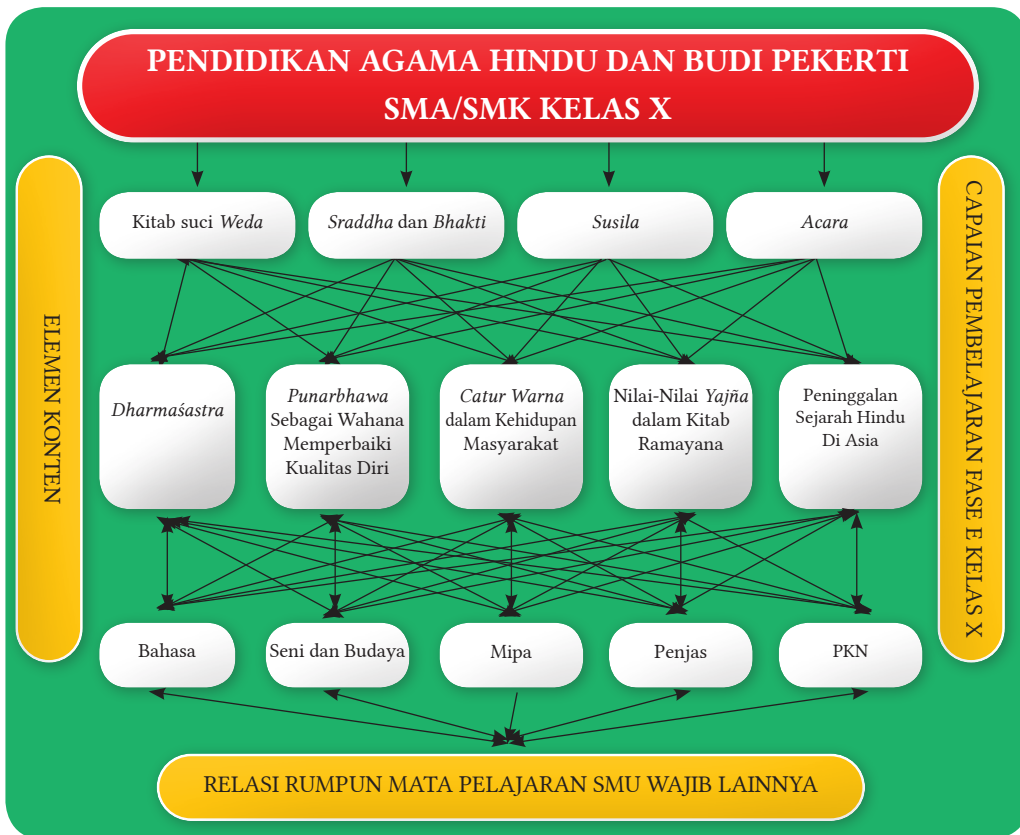 PENDIDIKAN AGAMA HINDU DAN BUDI PEKERTI
SMA/SMK KELAS X
ELEMEN KONTEN
CAPAIAN PEMBELAJARAN FASE E KELAS X
Kitab suci Weda
Sraddha dan Bhakti
Susila
Acara
Dharmaśastra
Punarbhawa
Sebagai Wahana
Memperbaiki
Kualitas Diri
Catur Warna
dalam Kehidupan
Masyarakat
Nilai-Nilai Yajña
dalam Kitab
Ramayana
Peninggalan
Sejarah Hindu
Di Asia
Bahasa
Seni dan Budaya
Mipa
Penjas
PKN
RELASI RUMPUN MATA PELAJARAN SMU WAJIB LAINNYA